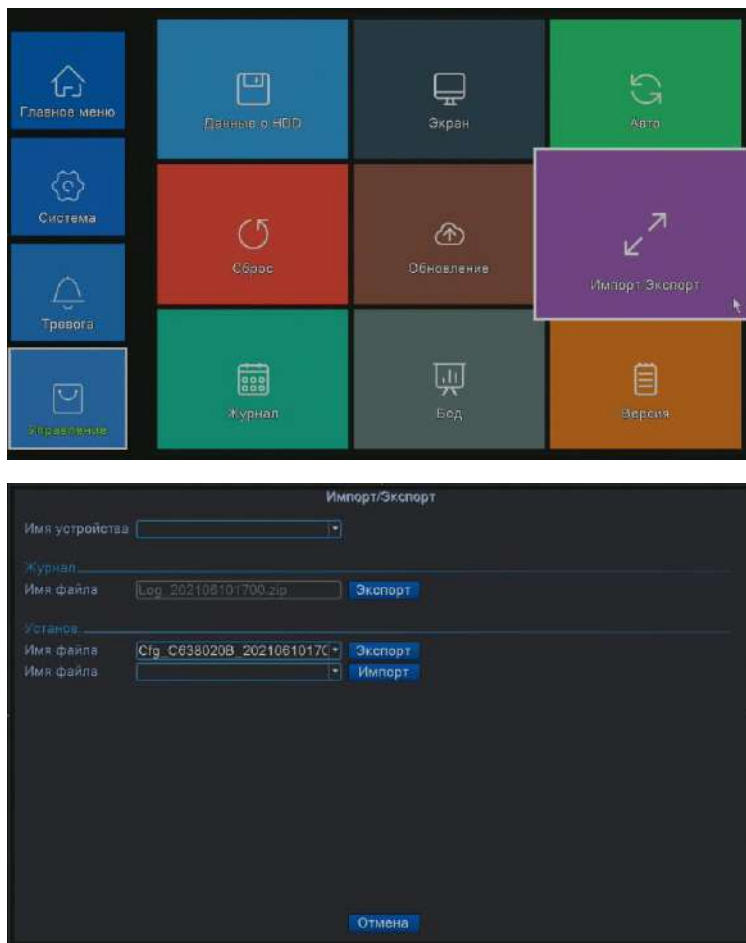 Главное меню
Данные о HDD
Экран
Авто
Система
Сброс
Обновление
Импорт Экспорт
Тревога
Журнал
Бод
Версия
Управление
Импорт/Экспорт
Имя устройства
Журнал
Имя файла Log_202106101700.zip Экспорт
Установ
Имя файла Cfg_C638020B_2021061017 Экспорт
Имя файла Импорт
Отмена